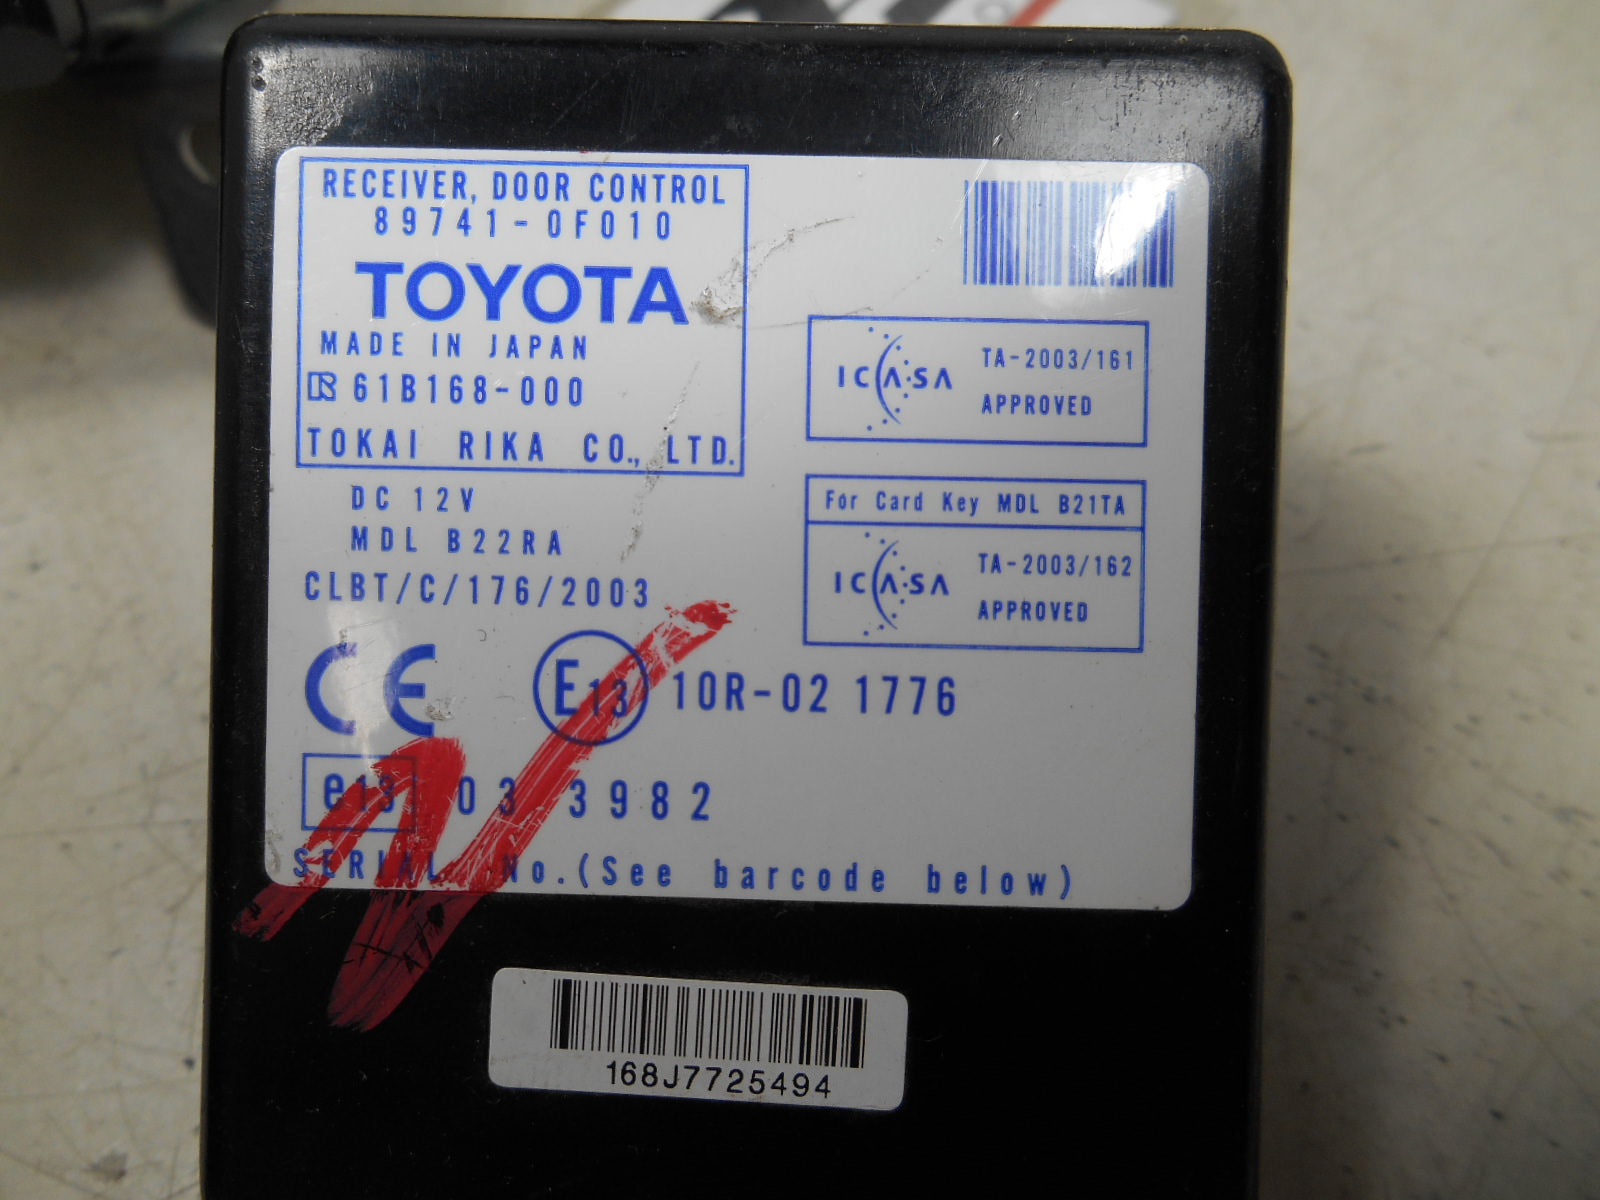 RECEIVER, DOOR CONTROL
89741-0F010
TOYOTA
MADE IN JAPAN
61B168-000
TOKAI RIKA CO., LTD.
DC 12V
MDL B22RA
CLBT/C/176/2003
CE
E13 10R-02 1776
e13 03 3982
SERIAL No.(See barcode below)
ICASA
TA-2003/161
APPROVED
For Card Key MDL B21TA
ICASA
TA-2003/162
APPROVED
168J7725494